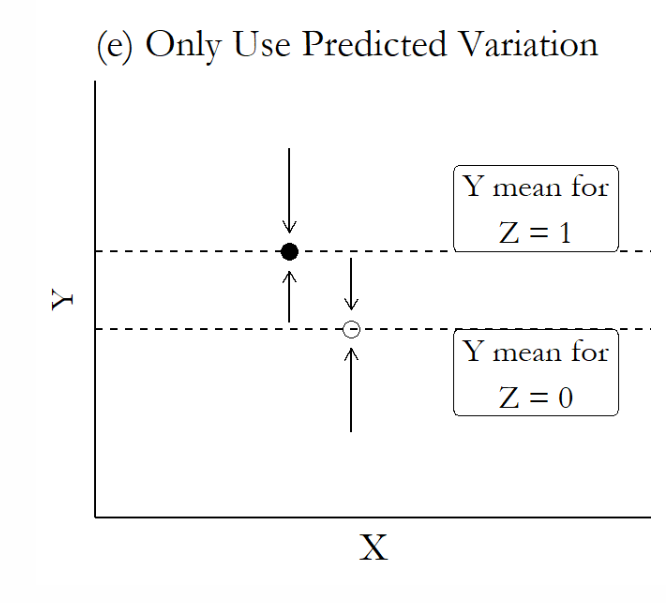 (e) Only Use Predicted Variation
Y mean for
Z = 1
Y
Y mean for
Z = 0
X